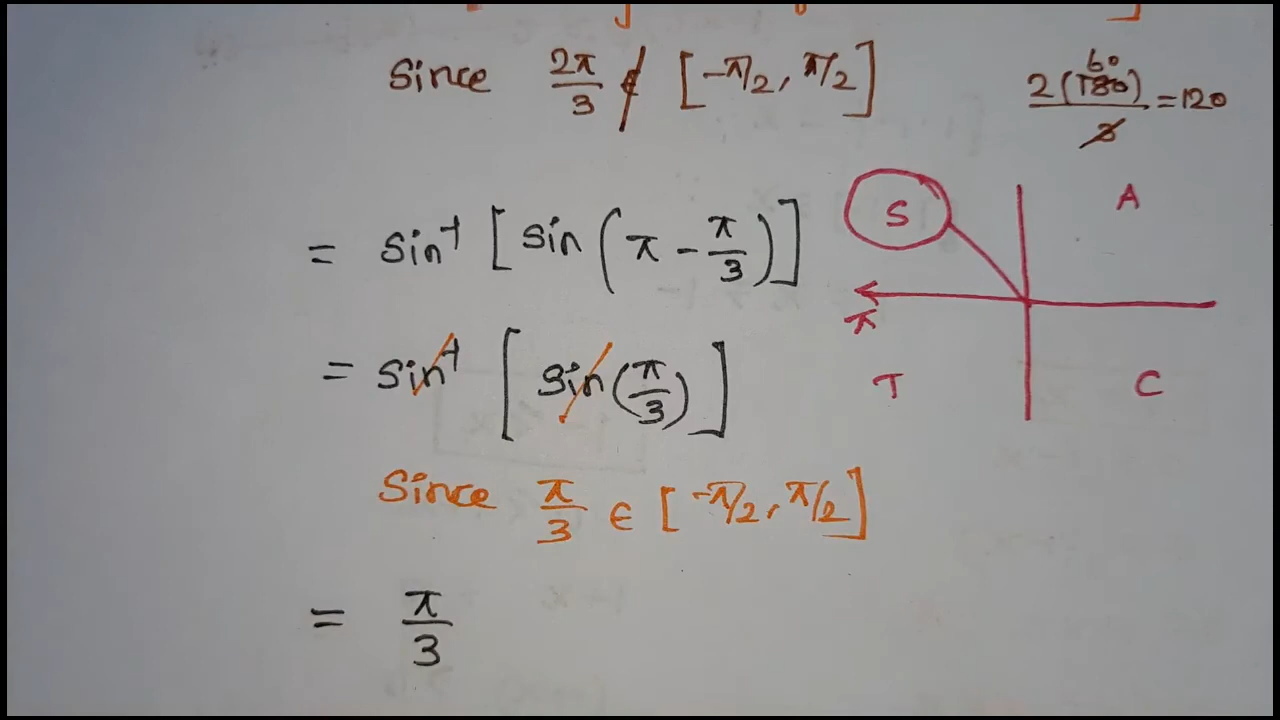 Since 2π/3 ∉ [-π/2, π/2]
2(180)/3 = 120
60
= sin⁻¹ [sin (π - π/3)]
S A
π
T C
= sin⁻¹ [sin (π/3)]
Since π/3 ∈ [-π/2, π/2]
= π/3